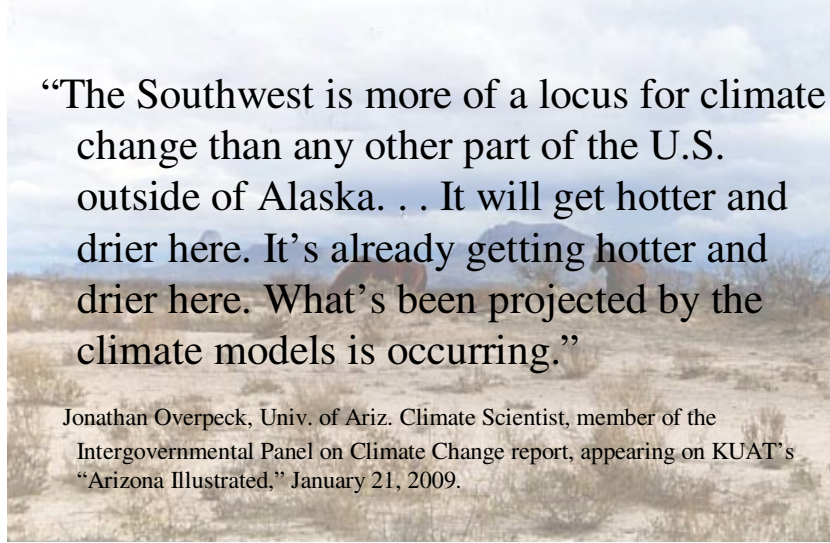 “The Southwest is more of a locus for climate
change than any other part of the U.S.
outside of Alaska. . . It will get hotter and
drier here. It’s already getting hotter and
drier here. What’s been projected by the
climate models is occurring.”
Jonathan Overpeck, Univ. of Ariz. Climate Scientist, member of the
Intergovernmental Panel on Climate Change report, appearing on KUAT’s
“Arizona Illustrated,” January 21, 2009.